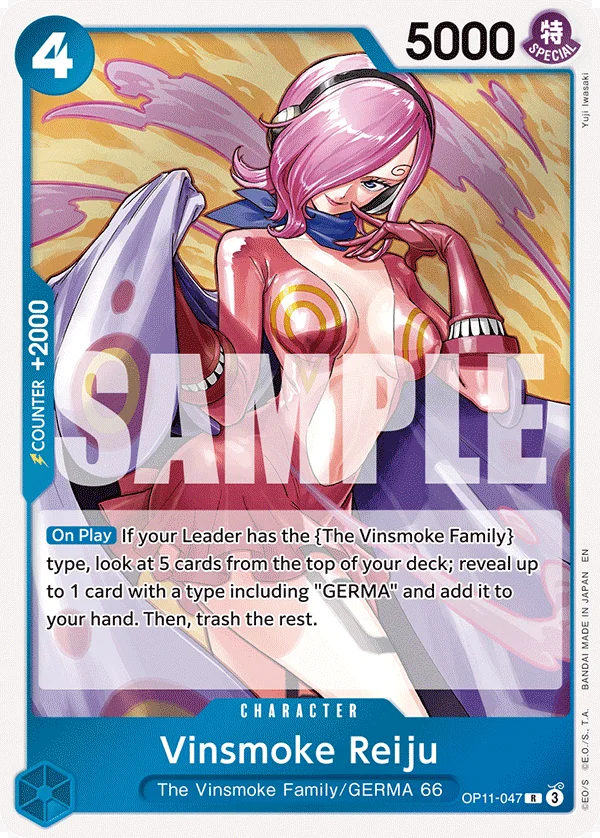 4
5000
特
SPECIAL
Yuji Iwasaki
COUNTER +2000
SAMPLE
On Play If your Leader has the {The Vinsmoke Family}
type, look at 5 cards from the top of your deck; reveal up
to 1 card with a type including "GERMA" and add it to
your hand. Then, trash the rest.
CHARACTER
Vinsmoke Reiju
The Vinsmoke Family/GERMA 66
OP11-047 R 3
©EO/S ©E.O./S., T.A. BANDAI MADE IN JAPAN EN